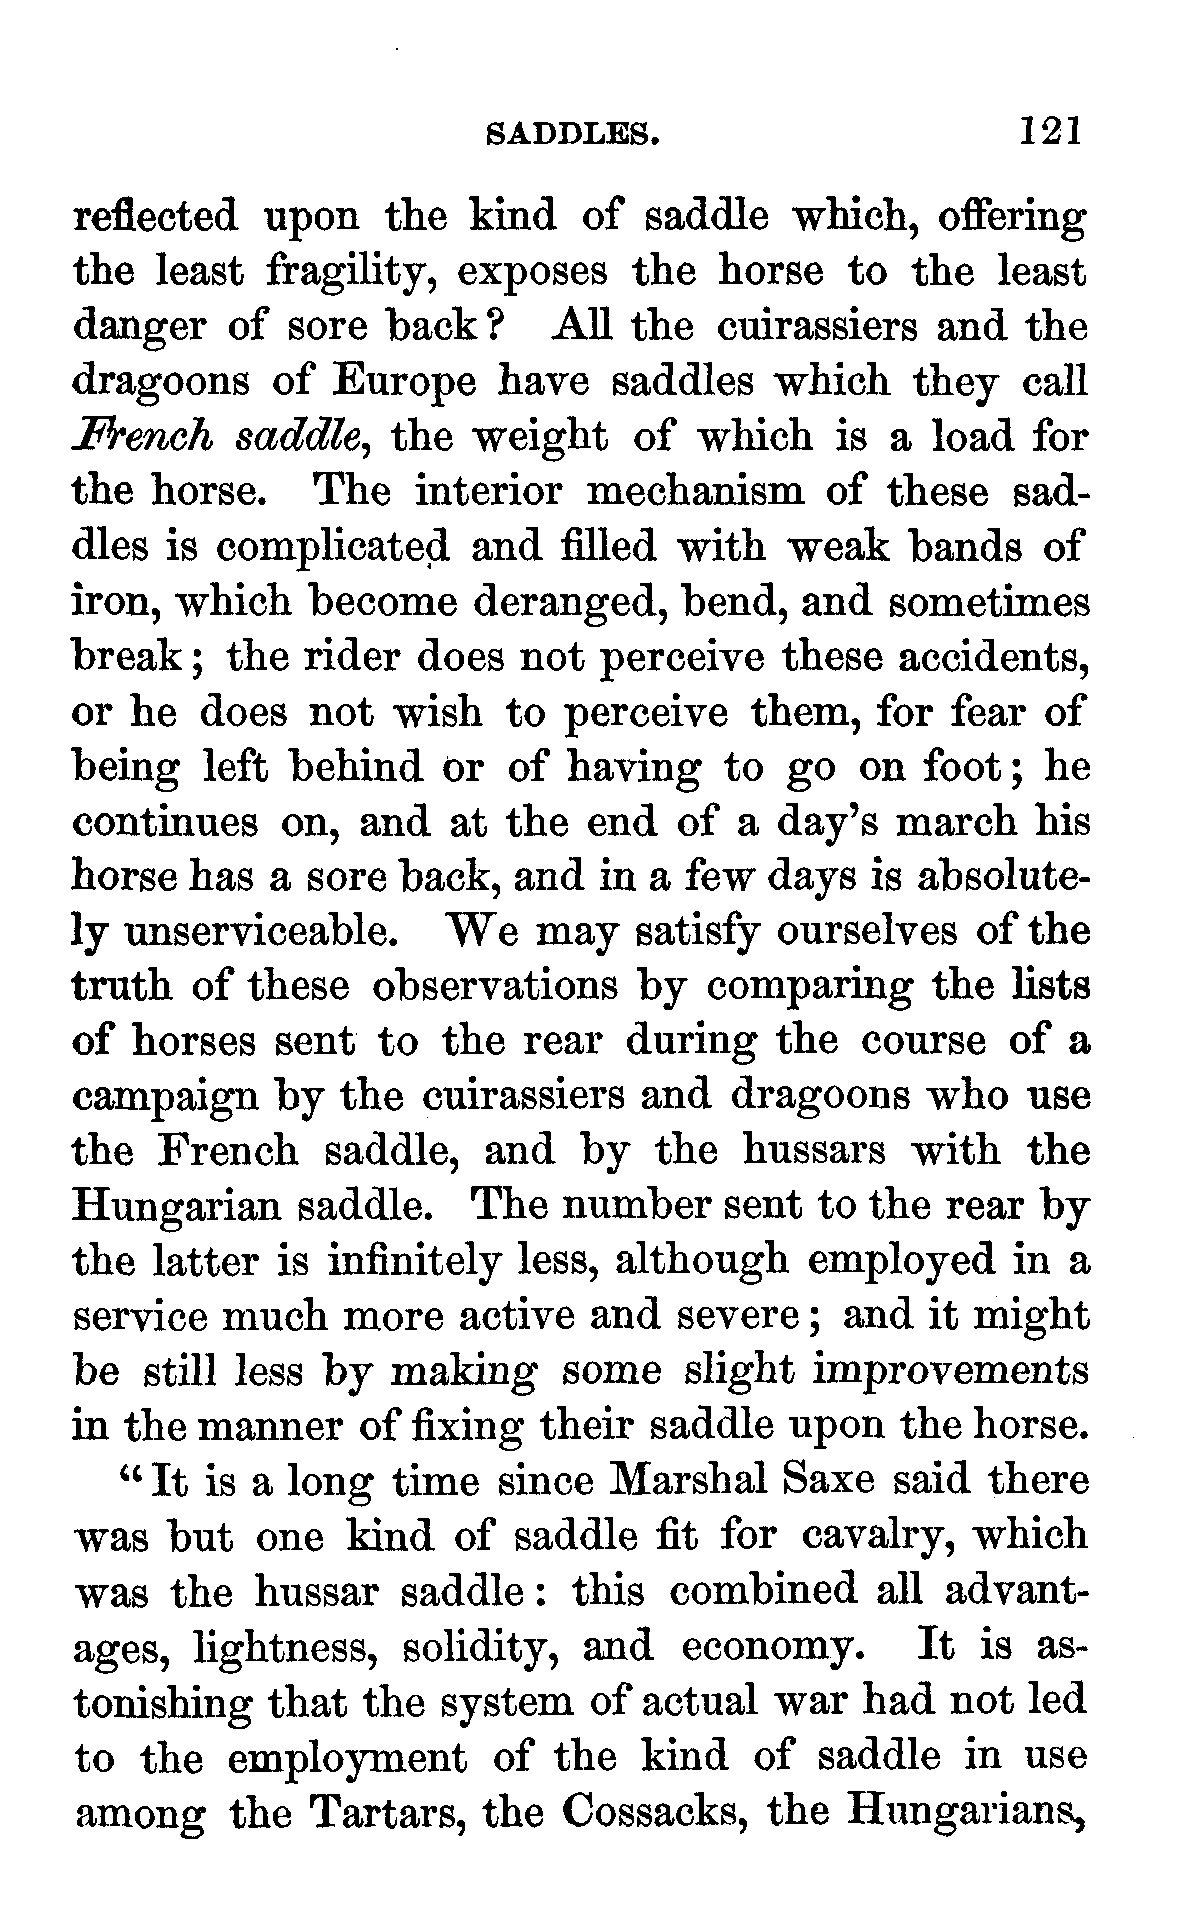 SADDLES. 121
reflected upon the kind of saddle which, offering
the least fragility, exposes the horse to the least
danger of sore back? All the cuirassiers and the
dragoons of Europe have saddles which they call
French saddle, the weight of which is a load for
the horse. The interior mechanism of these sad-
dles is complicated and filled with weak bands of
iron, which become deranged, bend, and sometimes
break; the rider does not perceive these accidents,
or he does not wish to perceive them, for fear of
being left behind or of having to go on foot; he
continues on, and at the end of a day's march his
horse has a sore back, and in a few days is absolute-
ly unserviceable. We may satisfy ourselves of the
truth of these observations by comparing the lists
of horses sent to the rear during the course of a
campaign by the cuirassiers and dragoons who use
the French saddle, and by the hussars with the
Hungarian saddle. The number sent to the rear by
the latter is infinitely less, although employed in a
service much more active and severe; and it might
be still less by making some slight improvements
in the manner of fixing their saddle upon the horse.
"It is a long time since Marshal Saxe said there
was but one kind of saddle fit for cavalry, which
was the hussar saddle: this combined all advant-
ages, lightness, solidity, and economy. It is as-
tonishing that the system of actual war had not led
to the employment of the kind of saddle in use
among the Tartars, the Cossacks, the Hungarians,